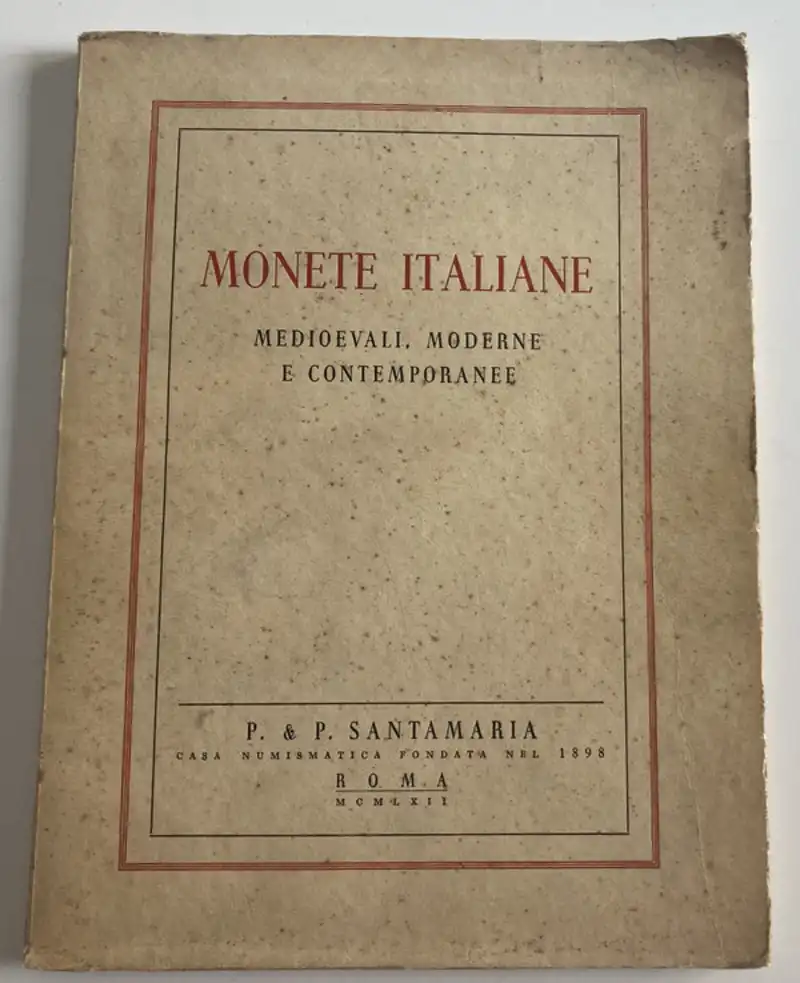 MONETE ITALIANE
MEDIOEVALI, MODERNE
E CONTEMPORANEE
P. & P. SANTAMARIA
CASA NUMISMATICA FONDATA NEL 1898
ROMA
MCMLXII